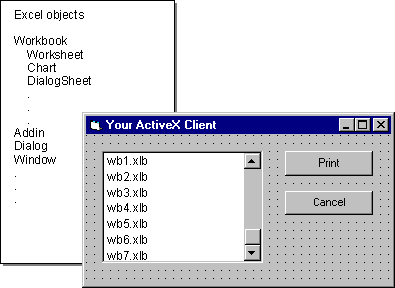 Excel objects
Workbook
Worksheet
Chart
DialogSheet
.
.
.
Addin
Dialog
Window
.
.
.
Your ActiveX Client
wb1.xlb
wb2.xlb
wb3.xlb
wb4.xlb
wb5.xlb
wb6.xlb
wb7.xlb
Print
Cancel